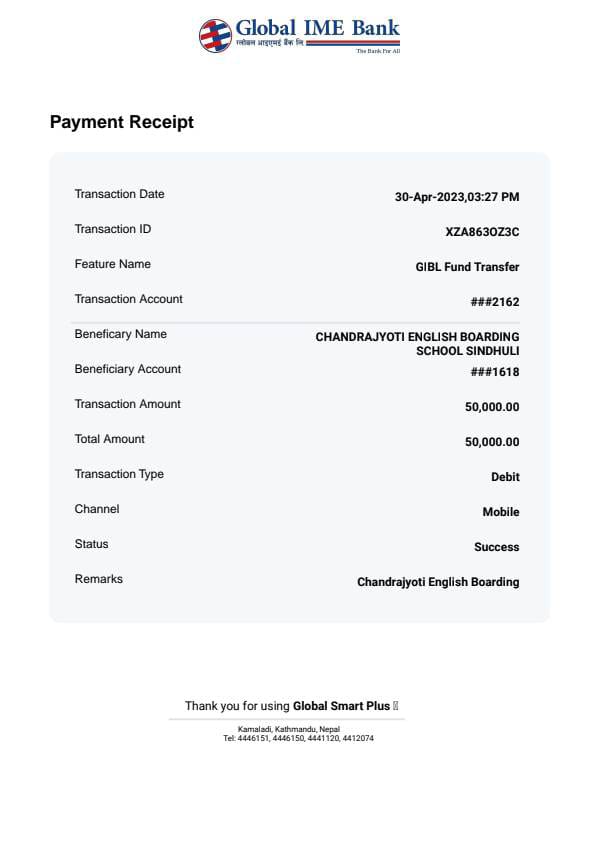 Global IME Bank
ग्लोबल आइएमई बैंक लि.
The Bank For All
Payment Receipt
Transaction Date 30-Apr-2023,03:27 PM
Transaction ID XZA863OZ3C
Feature Name GIBL Fund Transfer
Transaction Account ###2162
Beneficary Name CHANDRAJYOTI ENGLISH BOARDING
SCHOOL SINDHULI
Beneficiary Account ###1618
Transaction Amount 50,000.00
Total Amount 50,000.00
Transaction Type Debit
Channel Mobile
Status Success
Remarks Chandrajyoti English Boarding
Thank you for using Global Smart Plus
Kamaladi, Kathmandu, Nepal
Tel: 4446151, 4446150, 4441120, 4412074